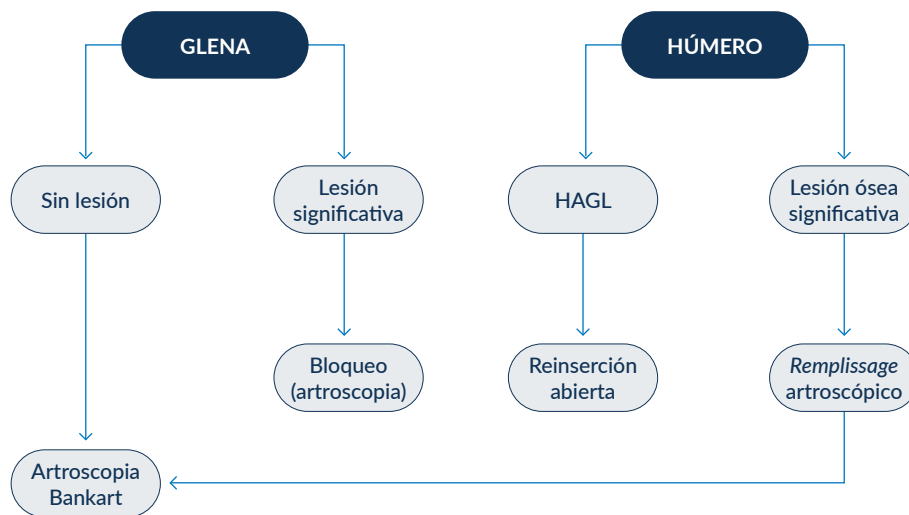 GLENA
HÚMERO
Sin lesión
Lesión
significativa
HAGL
Lesión ósea
significativa
Bloqueo
(artroscopia)
Reinserción
abierta
Remplissage
artroscópico
Artroscopia
Bankart